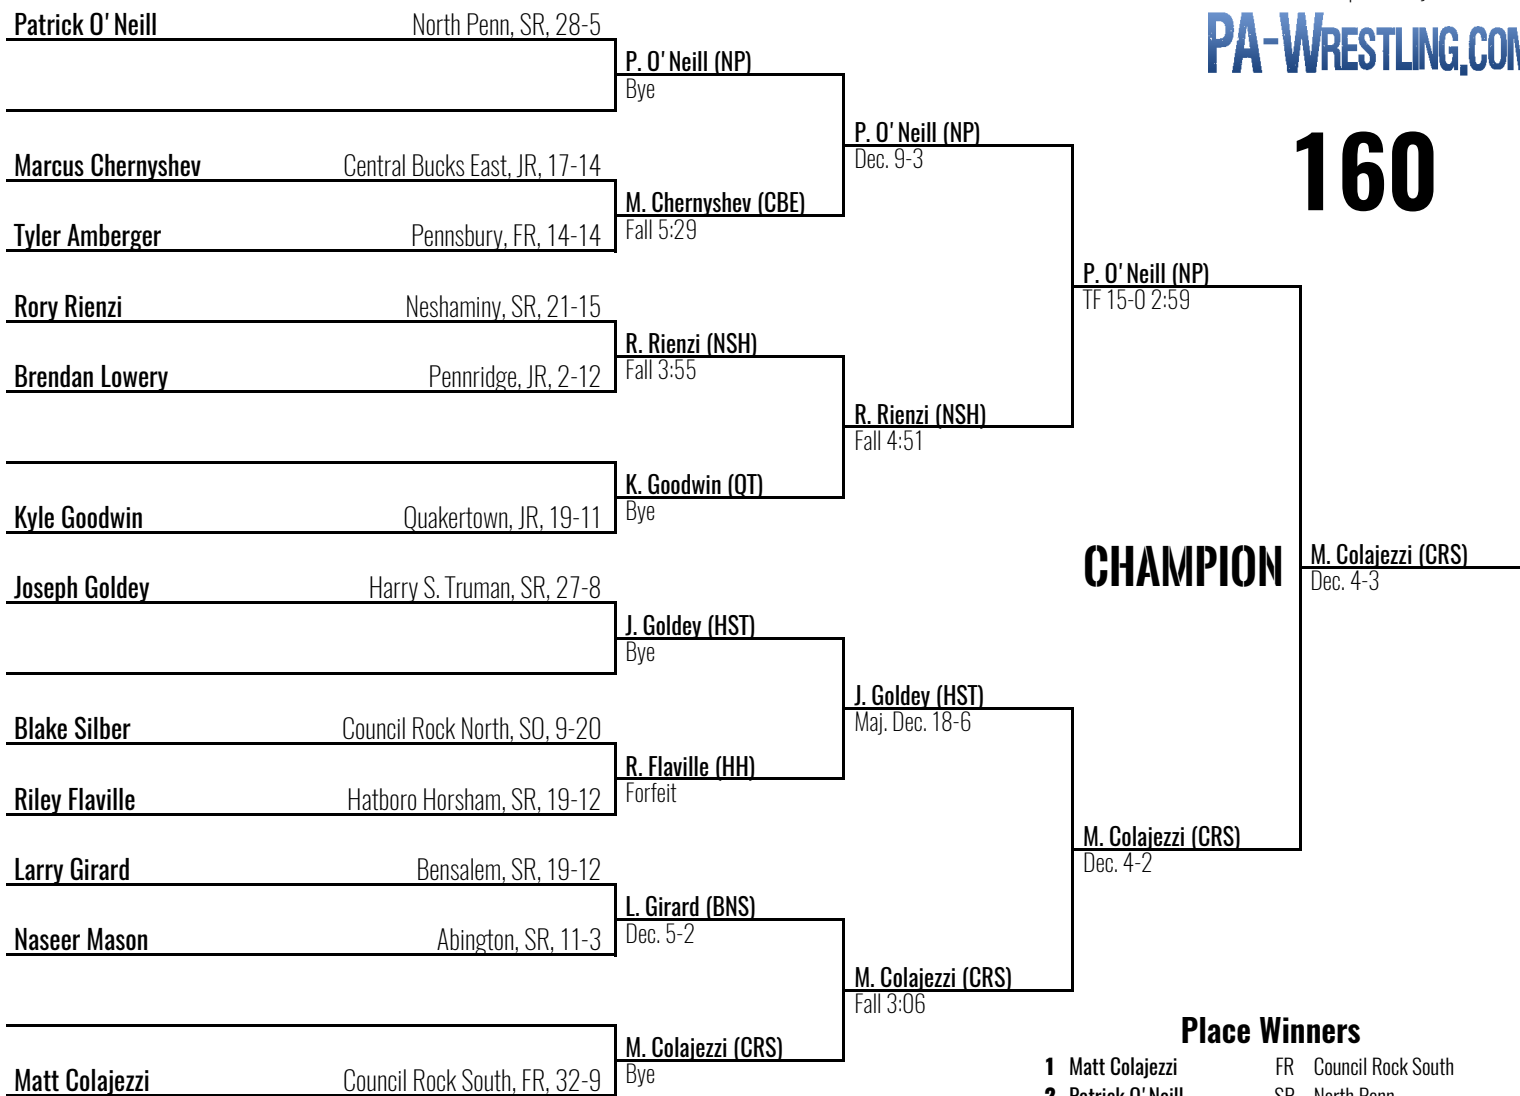 PA-WRESTLING.COM
160
Patrick O'Neill North Penn, SR, 28-5
P. O'Neill (NP)
Bye
P. O'Neill (NP)
Dec. 9-3
Marcus Chernyshev Central Bucks East, JR, 17-14
M. Chernyshev (CBE)
Fall 5:29
Tyler Amberger Pennsbury, FR, 14-14
P. O'Neill (NP)
TF 15-0 2:59
Rory Rienzi Neshaminy, SR, 21-15
R. Rienzi (NSH)
Fall 3:55
Brendan Lowery Pennridge, JR, 2-12
R. Rienzi (NSH)
Fall 4:51
K. Goodwin (QT)
Bye
Kyle Goodwin Quakertown, JR, 19-11
CHAMPION
M. Colajezzi (CRS)
Dec. 4-3
Joseph Goldey Harry S. Truman, SR, 27-8
J. Goldey (HST)
Bye
J. Goldey (HST)
Maj. Dec. 18-6
Blake Silber Council Rock North, SO, 9-20
R. Flaville (HH)
Forfeit
Riley Flaville Hatboro Horsham, SR, 19-12
M. Colajezzi (CRS)
Dec. 4-2
Larry Girard Bensalem, SR, 19-12
L. Girard (BNS)
Dec. 5-2
Naseer Mason Abington, SR, 11-3
M. Colajezzi (CRS)
Fall 3:06
M. Colajezzi (CRS)
Bye
Matt Colajezzi Council Rock South, FR, 32-9
Place Winners
1 Matt Colajezzi FR Council Rock South
2 Patrick O'Neill SR North Penn